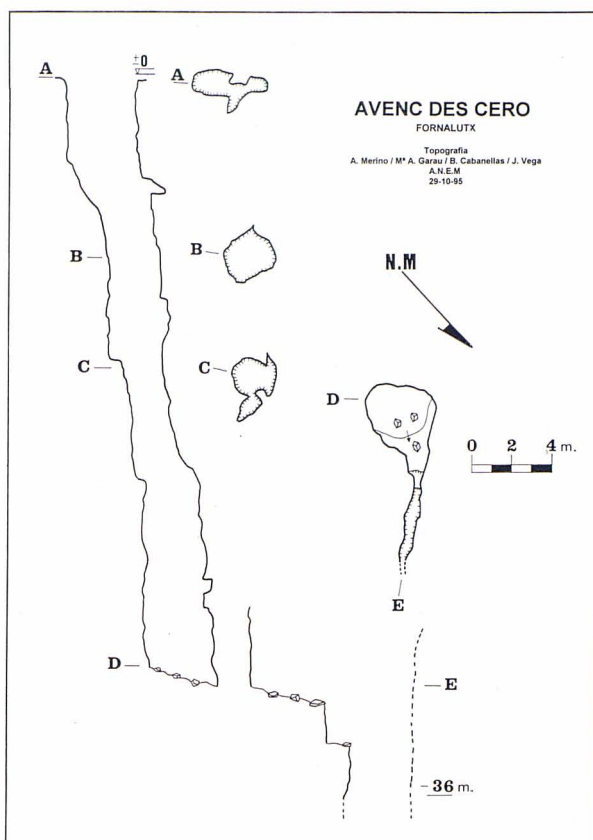 A
±0
A
AVENC DES CERO
FORNALUTX
Topografia
A. Merino / Mª A. Garau / B. Cabanellas / J. Vega
A.N.E.M
29-10-95
B
B
N.M
C
C
D
0 2 4 m.
E
D
E
-36 m.